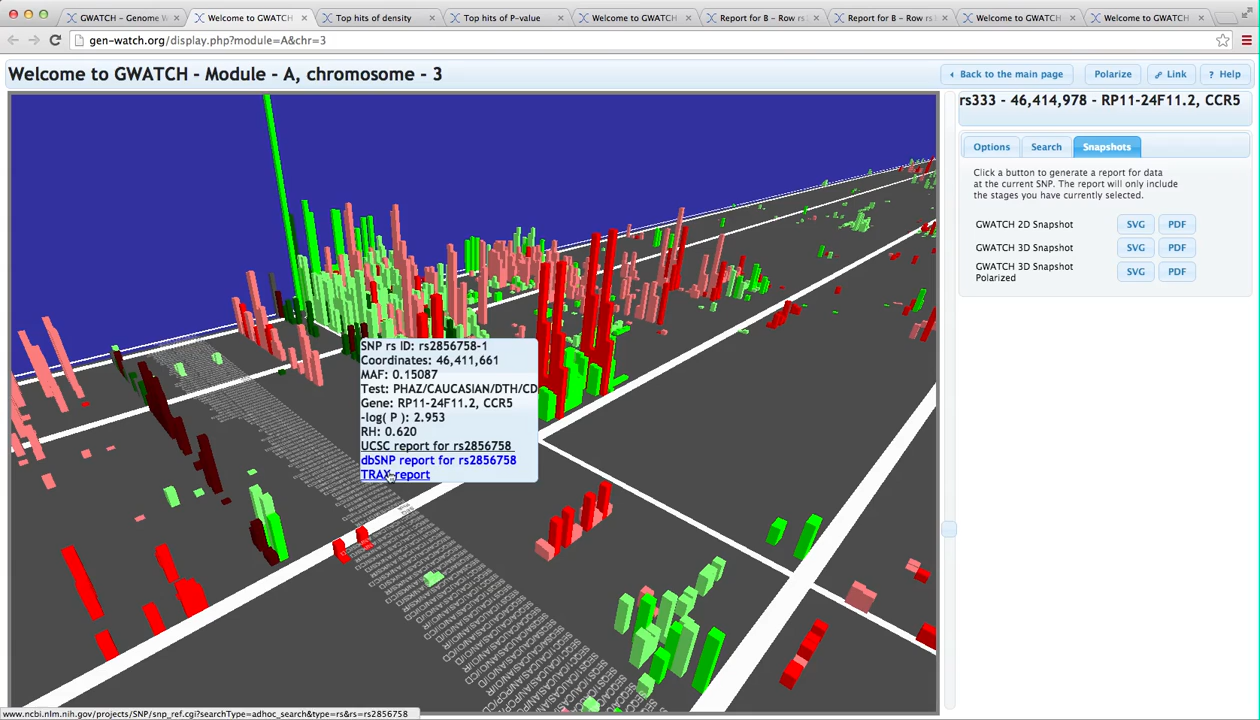 GWATCH – Genome W
Welcome to GWATCH
Top hits of density
Top hits of P-value
Welcome to GWATCH
Report for B – Row rs
Report for B – Row rs
Welcome to GWATCH
Welcome to GWATCH
gen-watch.org/display.php?module=A&chr=3
Welcome to GWATCH - Module - A, chromosome - 3
Back to the main page
Polarize
Link
? Help
rs333 - 46,414,978 - RP11-24F11.2, CCR5
Options
Search
Snapshots
Click a button to generate a report for data
at the current SNP. The report will only include
the stages you have currently selected.
GWATCH 2D Snapshot
SVG
PDF
GWATCH 3D Snapshot
SVG
PDF
GWATCH 3D Snapshot
Polarized
SVG
PDF
SNP rs ID: rs2856758-1
Coordinates: 46,411,661
MAF: 0.15087
Test: PHAZ/CAUCASIAN/DTH/CD
Gene: RP11-24F11.2, CCR5
-log( P ): 2.953
RH: 0.620
UCSC report for rs2856758
dbSNP report for rs2856758
TRAX report
www.ncbi.nlm.nih.gov/projects/SNP/snp_ref.cgi?searchType=adhoc_search&type=rs&rs=rs2856758